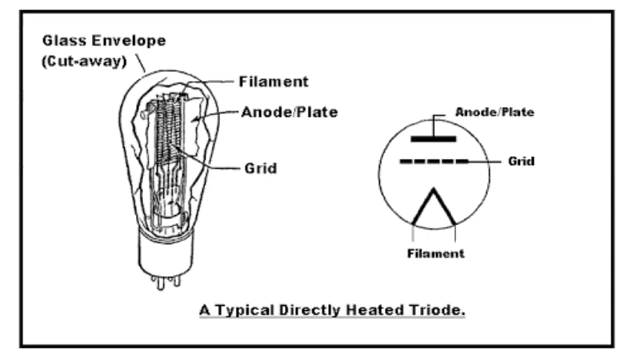 Glass Envelope
(Cut-away)
Filament
Anode/Plate
Grid
Anode/Plate
Grid
Filament
A Typical Directly Heated Triode.